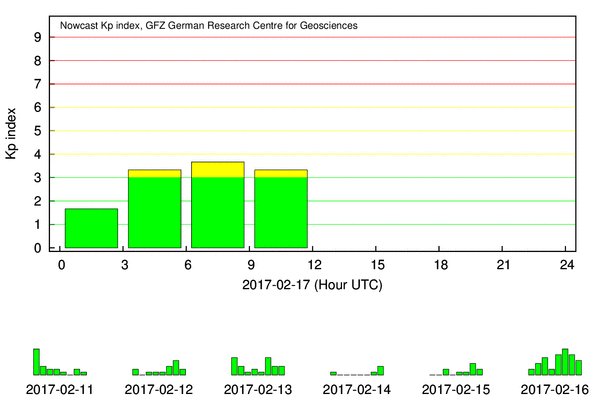 Nowcast Kp index, GFZ German Research Centre for Geosciences
9
8
7
6
5
4
3
2
1
0
Kp index
0 3 6 9 12 15 18 21 24
2017-02-17 (Hour UTC)
2017-02-11 2017-02-12 2017-02-13 2017-02-14 2017-02-15 2017-02-16